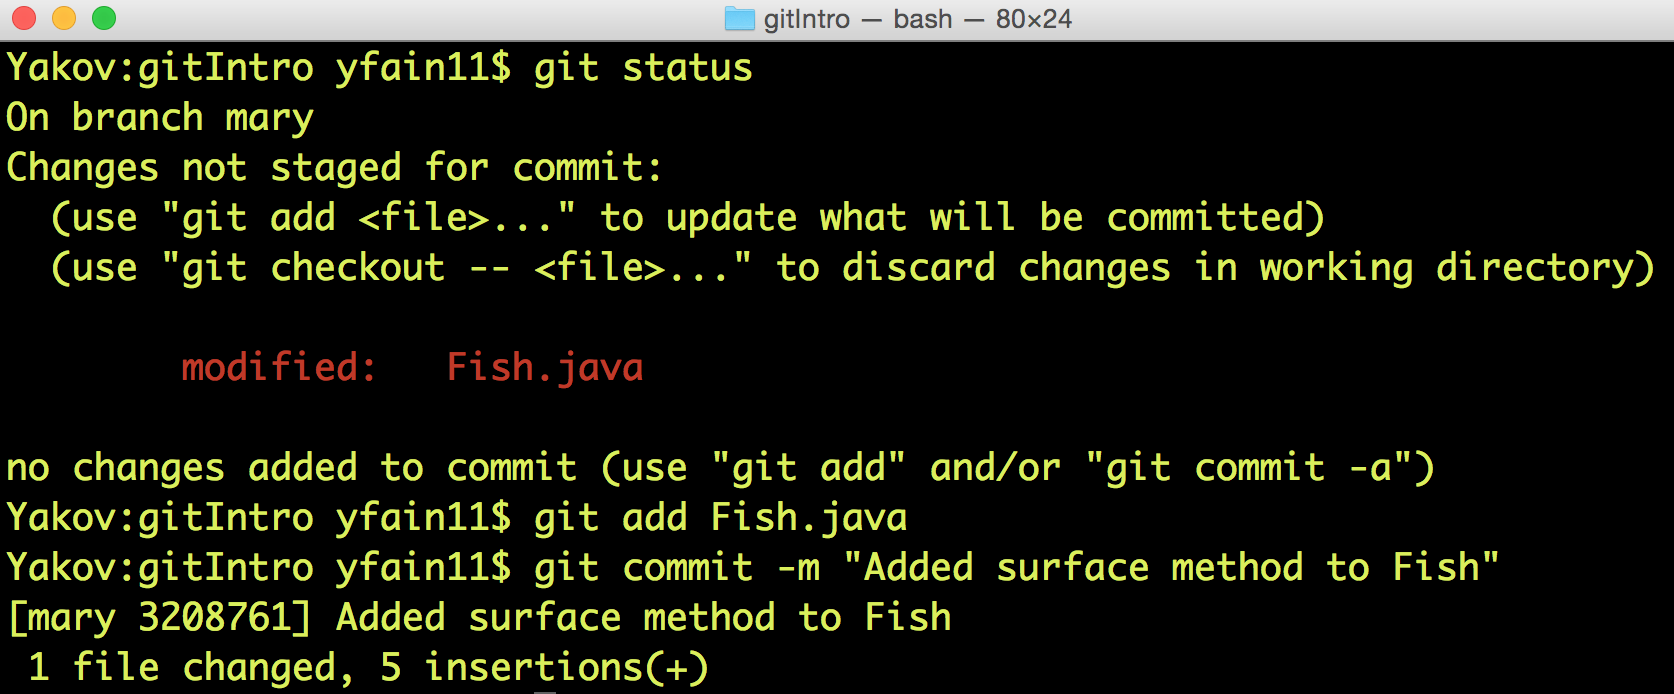 gitIntro — bash — 80×24
Yakov:gitIntro yfain11$ git status
On branch mary
Changes not staged for commit:
  (use "git add <file>..." to update what will be committed)
  (use "git checkout -- <file>..." to discard changes in working directory)

        modified:   Fish.java

no changes added to commit (use "git add" and/or "git commit -a")
Yakov:gitIntro yfain11$ git add Fish.java
Yakov:gitIntro yfain11$ git commit -m "Added surface method to Fish"
[mary 3208761] Added surface method to Fish
 1 file changed, 5 insertions(+)